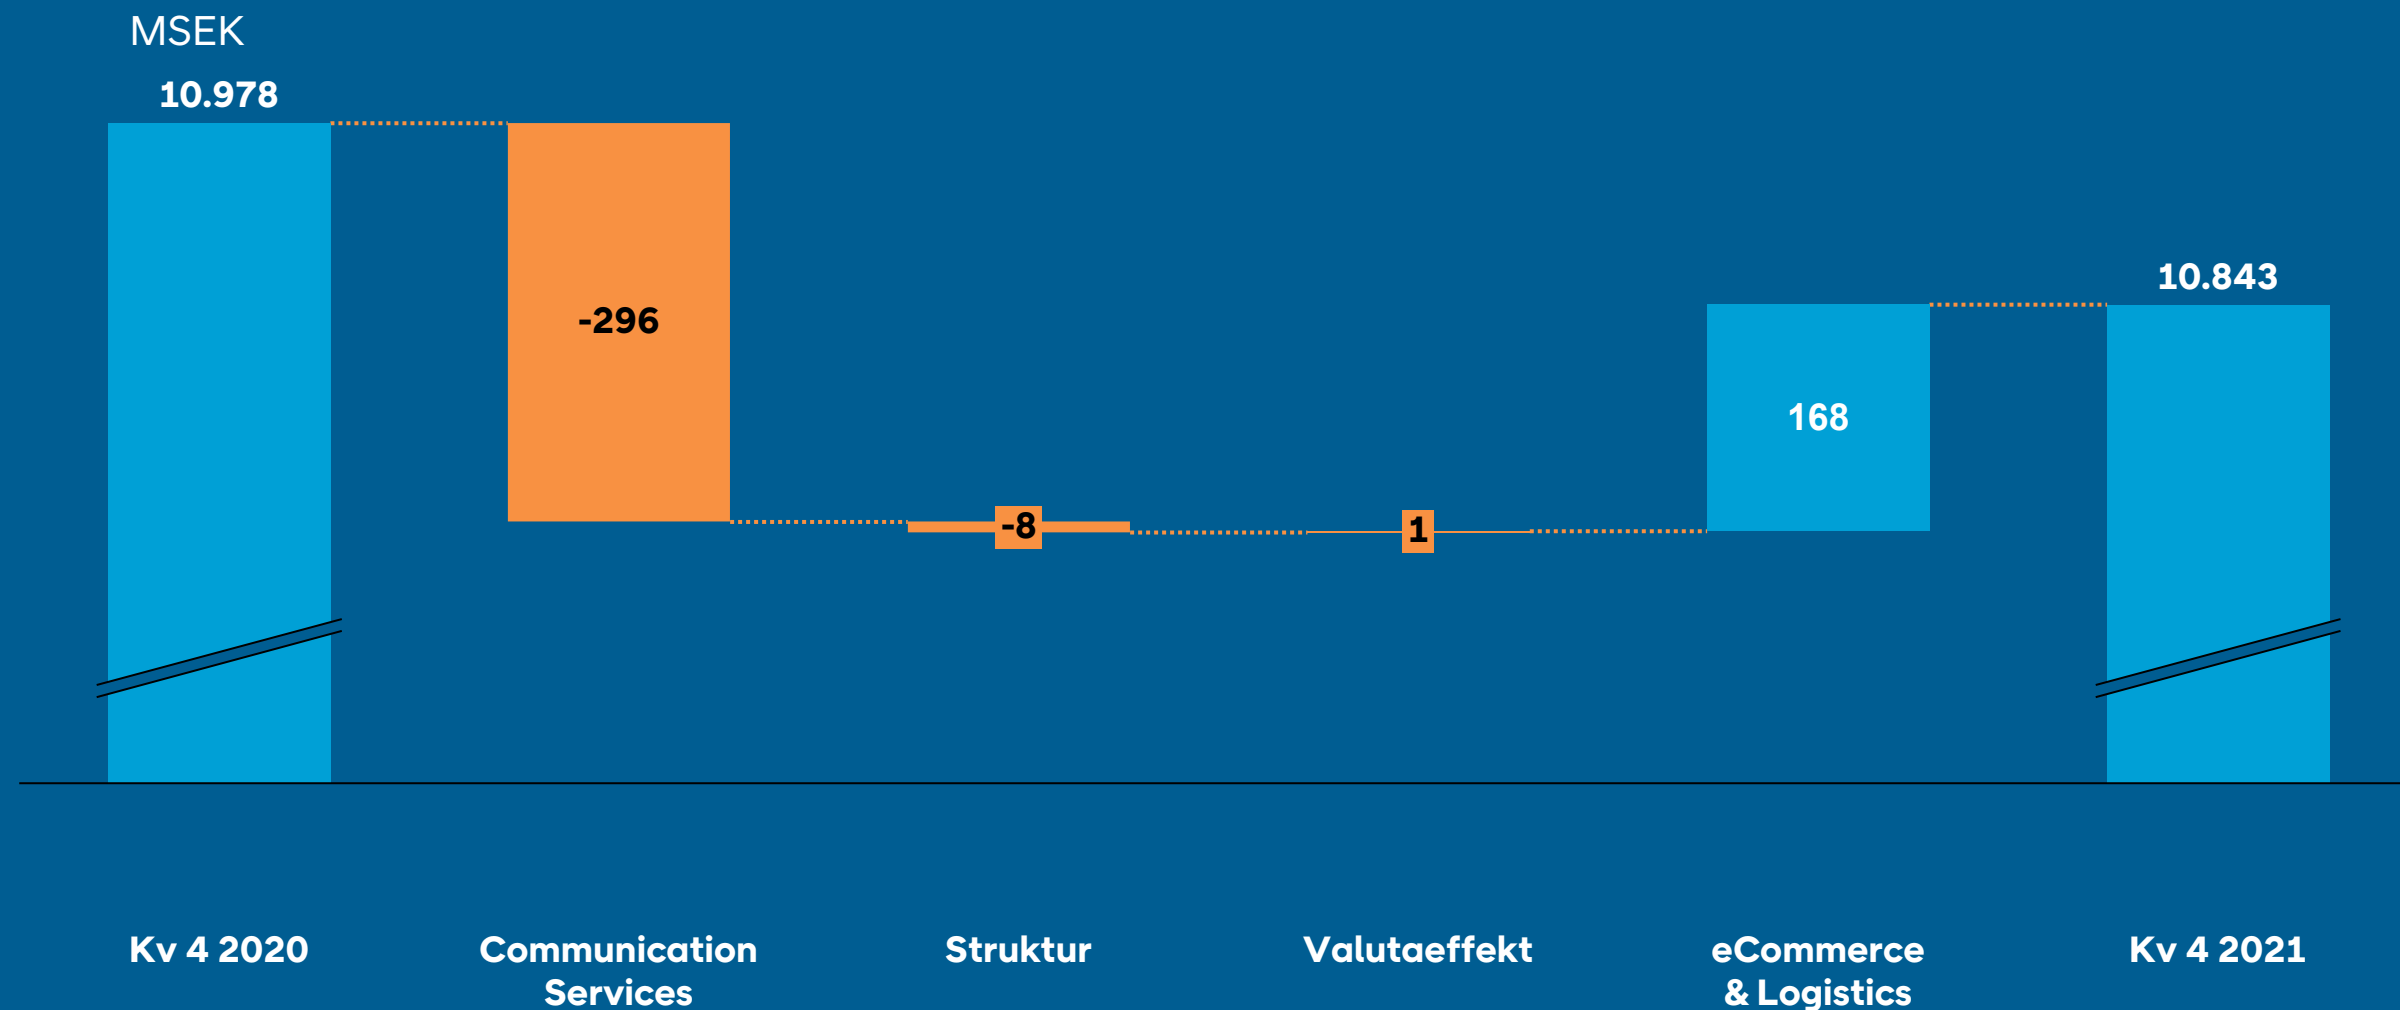 MSEK
10.978
10.843
-296
168
-8
1
Kv 4 2020
Communication
Services
Struktur
Valutaeffekt
eCommerce
& Logistics
Kv 4 2021